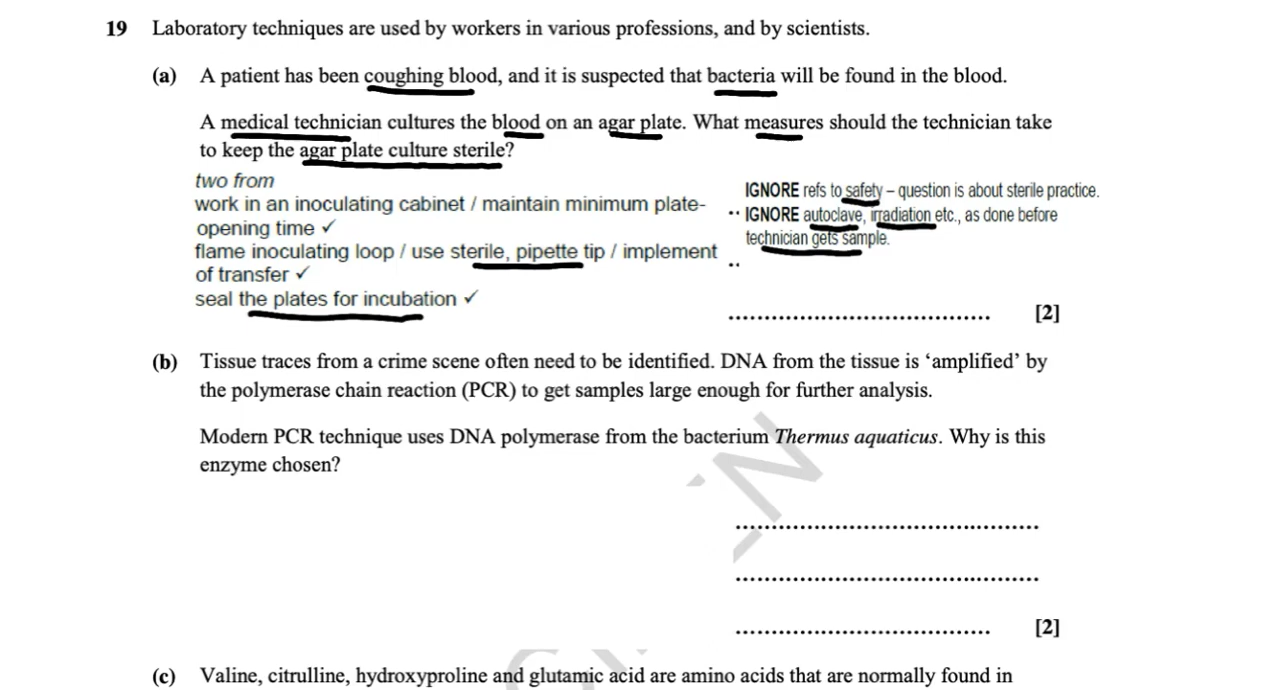 19 Laboratory techniques are used by workers in various professions, and by scientists.
(a) A patient has been coughing blood, and it is suspected that bacteria will be found in the blood.
A medical technician cultures the blood on an agar plate. What measures should the technician take
to keep the agar plate culture sterile?
two from
work in an inoculating cabinet / maintain minimum plate-
opening time ✓
flame inoculating loop / use sterile, pipette tip / implement
of transfer ✓
seal the plates for incubation ✓
IGNORE refs to safety – question is about sterile practice.
IGNORE autoclave, irradiation etc., as done before
technician gets sample.
[2]
(b) Tissue traces from a crime scene often need to be identified. DNA from the tissue is ‘amplified’ by
the polymerase chain reaction (PCR) to get samples large enough for further analysis.
Modern PCR technique uses DNA polymerase from the bacterium Thermus aquaticus. Why is this
enzyme chosen?
[2]
(c) Valine, citrulline, hydroxyproline and glutamic acid are amino acids that are normally found in